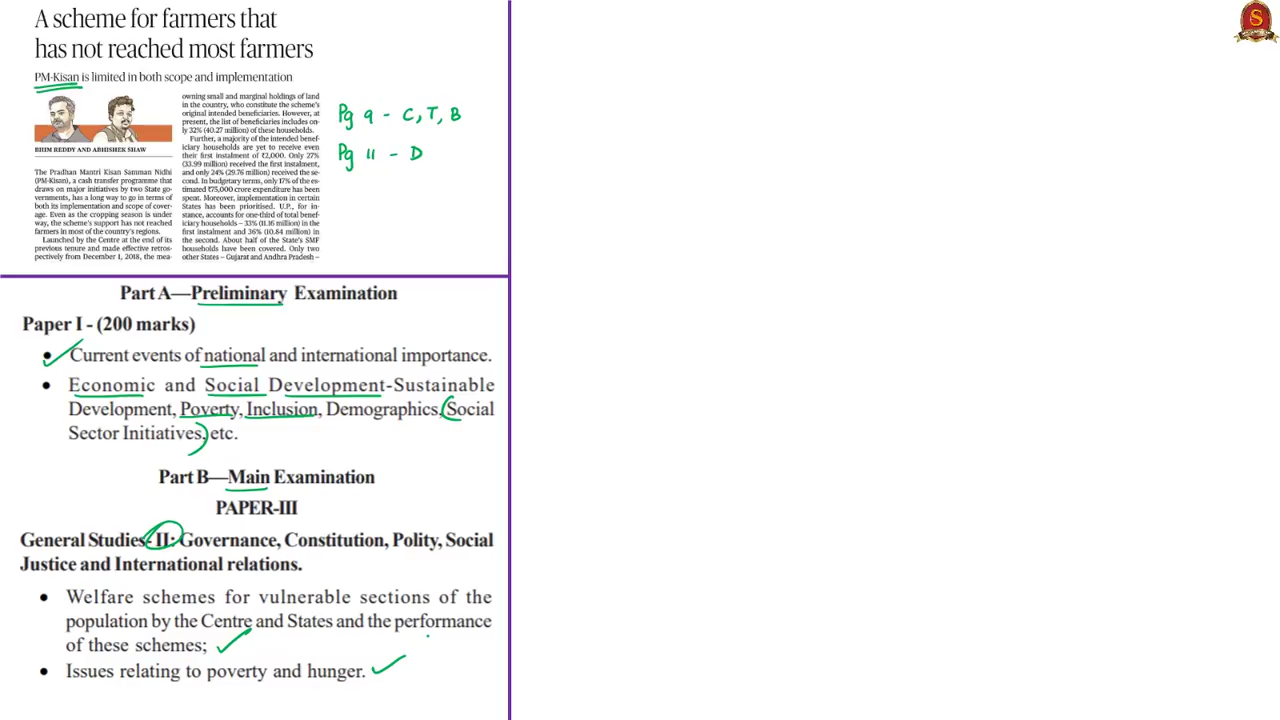 A scheme for farmers that
has not reached most farmers
PM-Kisan is limited in both scope and implementation
BHIM REDDY AND ABHISHEK SHAW
The Pradhan Mantri Kisan Samman Nidhi
(PM-Kisan), a cash transfer programme that
draws on major initiatives by two State go-
vernments, has a long way to go in terms of
both its implementation and scope of cover-
age. Even as the cropping season is under
way, the scheme's support has not reached
farmers in most of the country's regions.
Launched by the Centre at the end of its
previous tenure and made effective retros-
pectively from December 1, 2018, the mea-
owning small and marginal holdings of land
in the country, who constitute the scheme's
original intended beneficiaries. However, at
present, the list of beneficiaries includes on-
ly 32% (40.27 million) of these households.
Further, a majority of the intended benef-
iciary households are yet to receive even
their first instalment of ₹2,000. Only 27%
(33.99 million) received the first instalment,
and only 24% (29.76 million) received the se-
cond. In budgetary terms, only 17% of the es-
timated ₹75,000 crore expenditure has been
spent. Moreover, implementation in certain
States has been prioritised. U.P., for in-
stance, accounts for one-third of total benef-
iciary households – 33% (11.16 million) in the
first instalment and 36% (10.84 million) in
the second. About half of the State's SMF
households have been covered. Only two
other States – Gujarat and Andhra Pradesh –
Pg 9 - C, T, B
Pg 11 - D
Part A—Preliminary Examination
Paper I - (200 marks)
• Current events of national and international importance.
• Economic and Social Development-Sustainable
Development, Poverty, Inclusion, Demographics, Social
Sector Initiatives, etc.
Part B—Main Examination
PAPER-III
General Studies- II: Governance, Constitution, Polity, Social
Justice and International relations.
• Welfare schemes for vulnerable sections of the
population by the Centre and States and the performance
of these schemes;
• Issues relating to poverty and hunger.
S